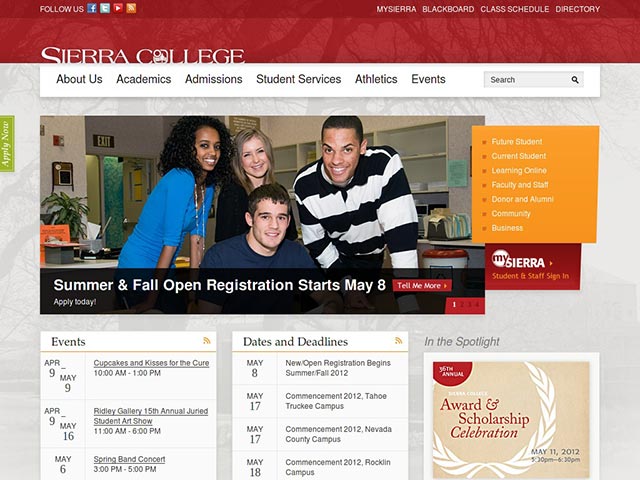 FOLLOW US
MYSIERRA BLACKBOARD CLASS SCHEDULE DIRECTORY
SIERRA COLLEGE
About Us Academics Admissions Student Services Athletics Events
Search
Apply Now
EXIT
Future Student
Current Student
Learning Online
Faculty and Staff
Donor and Alumni
Community
Business
my SIERRA
Student & Staff Sign In
Summer & Fall Open Registration Starts May 8 Tell Me More
Apply today!
1 2 3 4
Events
APR 9 – MAY 9
Cupcakes and Kisses for the Cure
10:00 AM - 1:00 PM
APR 9 – MAY 16
Ridley Gallery 15th Annual Juried
Student Art Show
11:00 AM - 6:00 PM
MAY 6
Spring Band Concert
3:00 PM - 5:00 PM
Dates and Deadlines
MAY 8
New/Open Registration Begins
Summer/Fall 2012
MAY 17
Commencement 2012, Tahoe
Truckee Campus
MAY 17
Commencement 2012, Nevada
County Campus
MAY 18
Commencement 2012, Rocklin
Campus
In the Spotlight
36TH ANNUAL
SIERRA COLLEGE
Award &
Scholarship
Celebration
MAY 11, 2012
5:30pm–6:30pm